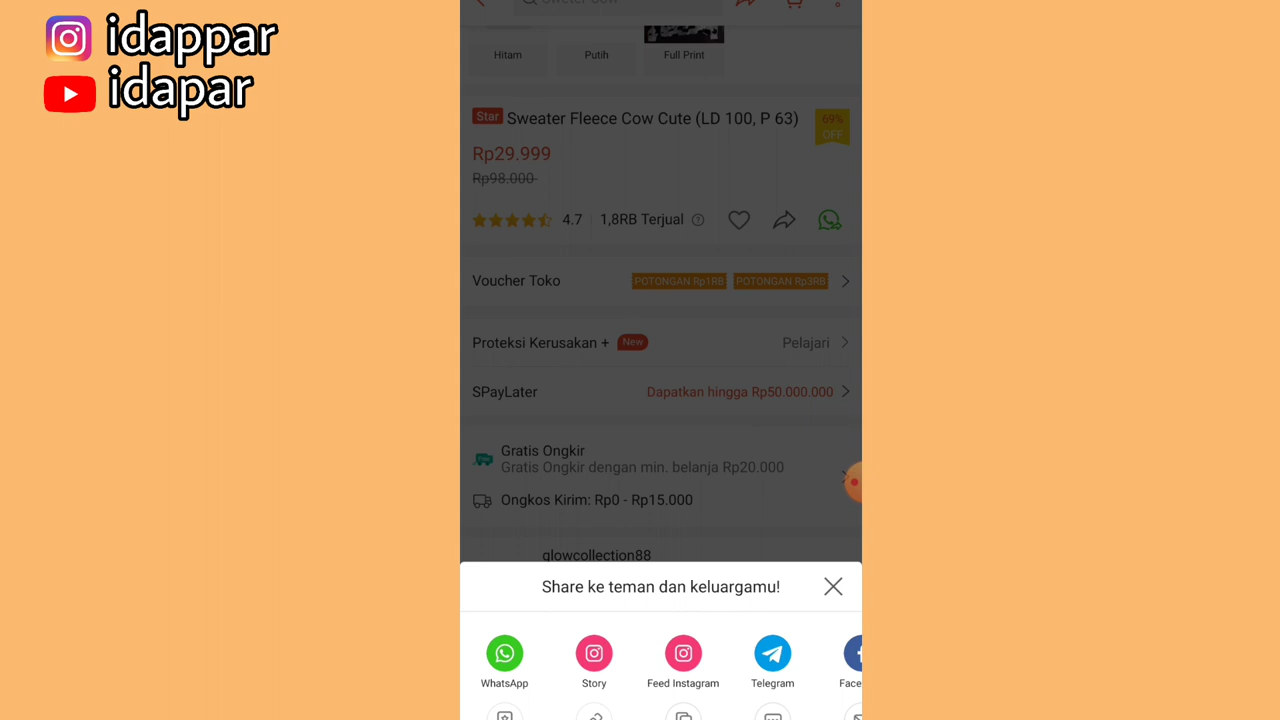 idappar
idapar
Hitam
Putih
Full Print
Star Sweater Fleece Cow Cute (LD 100, P 63)
69%
OFF
Rp29.999
Rp98.000
4.7
1,8RB Terjual
Voucher Toko
POTONGAN Rp1RB
POTONGAN Rp3RB
Proteksi Kerusakan +
New
Pelajari
SPayLater
Dapatkan hingga Rp50.000.000
Gratis Ongkir
Gratis Ongkir dengan min. belanja Rp20.000
Ongkos Kirim: Rp0 - Rp15.000
glowcollection88
Share ke teman dan keluargamu!
WhatsApp
Story
Feed Instagram
Telegram